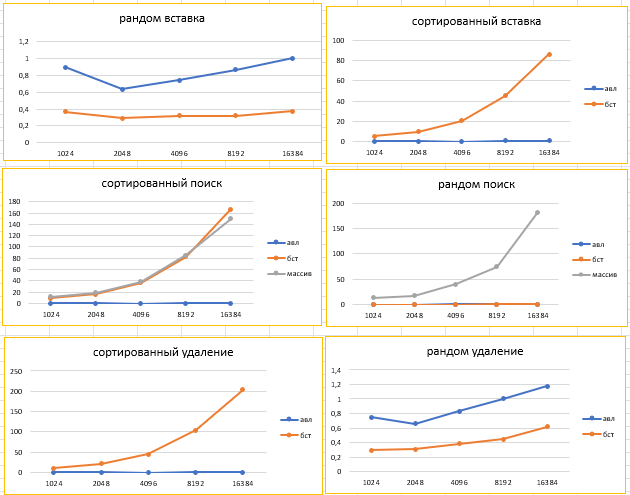 рандом вставка
1,2
1
0,8
0,6
0,4
0,2
0
1024 2048 4096 8192 16384
сортированный вставка
100
80
60
40
20
0
1024 2048 4096 8192 16384
авл
бст
сортированный поиск
180
160
140
120
100
80
60
40
20
0
1024 2048 4096 8192 16384
авл
бст
массив
рандом поиск
200
150
100
50
0
1024 2048 4096 8192 16384
авл
бст
массив
сортированный удаление
250
200
150
100
50
0
1024 2048 4096 8192 16384
авл
бст
рандом удаление
1,4
1,2
1
0,8
0,6
0,4
0,2
0
1024 2048 4096 8192 16384
авл
бст